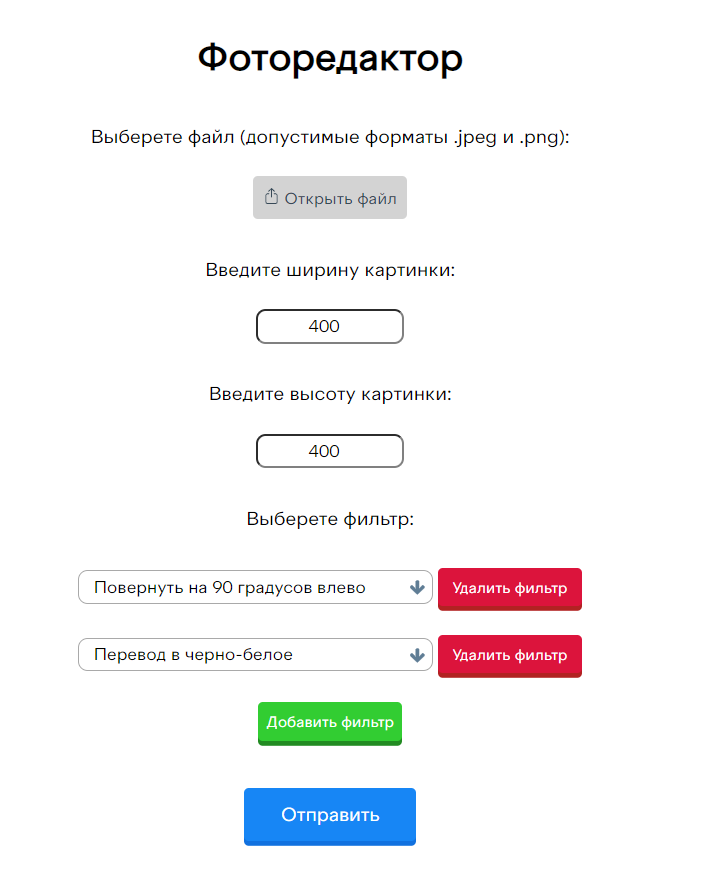 Фоторедактор
Выберете файл (допустимые форматы .jpeg и .png):
Открыть файл
Введите ширину картинки:
400
Введите высоту картинки:
400
Выберете фильтр:
Повернуть на 90 градусов влево Удалить фильтр
Перевод в черно-белое Удалить фильтр
Добавить фильтр
Отправить